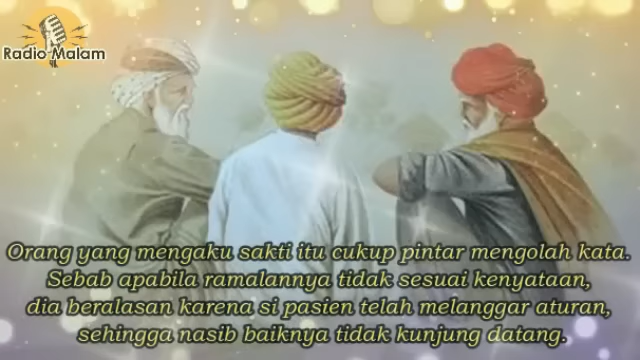 Radio Malam
Orang yang mengaku sakti itu cukup pintar mengolah kata.
Sebab apabila ramalannya tidak sesuai kenyataan,
dia beralasan karena si pasien telah melanggar aturan,
sehingga nasib baiknya tidak kunjung datang.